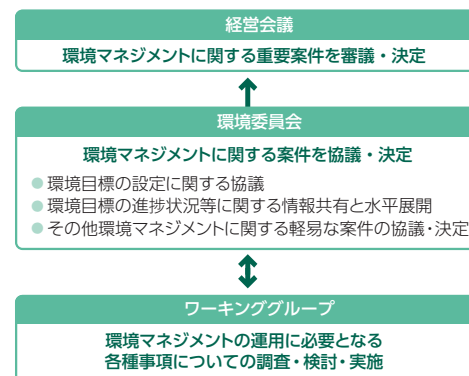 経営会議
環境マネジメントに関する重要案件を審議・決定
環境委員会
環境マネジメントに関する案件を協議・決定
環境目標の設定に関する協議
環境目標の進捗状況等に関する情報共有と水平展開
その他環境マネジメントに関する軽易な案件の協議・決定
ワーキンググループ
環境マネジメントの運用に必要となる
各種事項についての調査・検討・実施